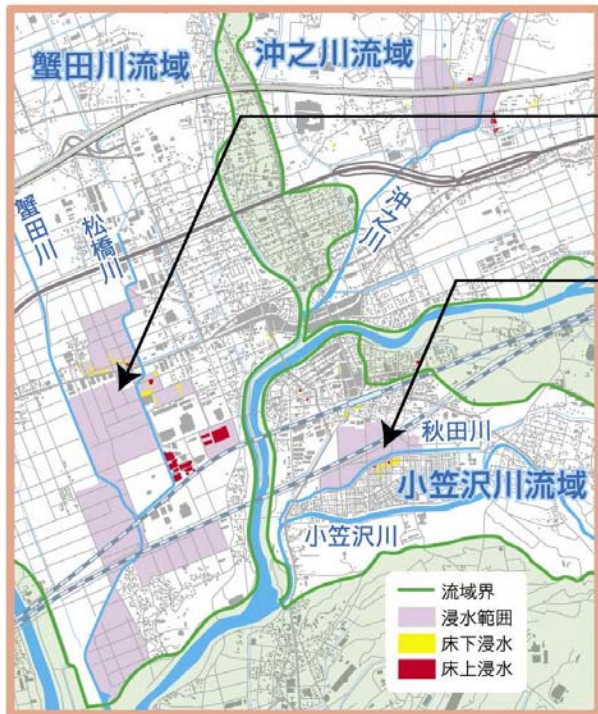 蟹田川流域
沖之川流域
蟹田川
松橋川
沖之川
秋田川
小笠沢川流域
小笠沢川
流域界
浸水範囲
床下浸水
床上浸水